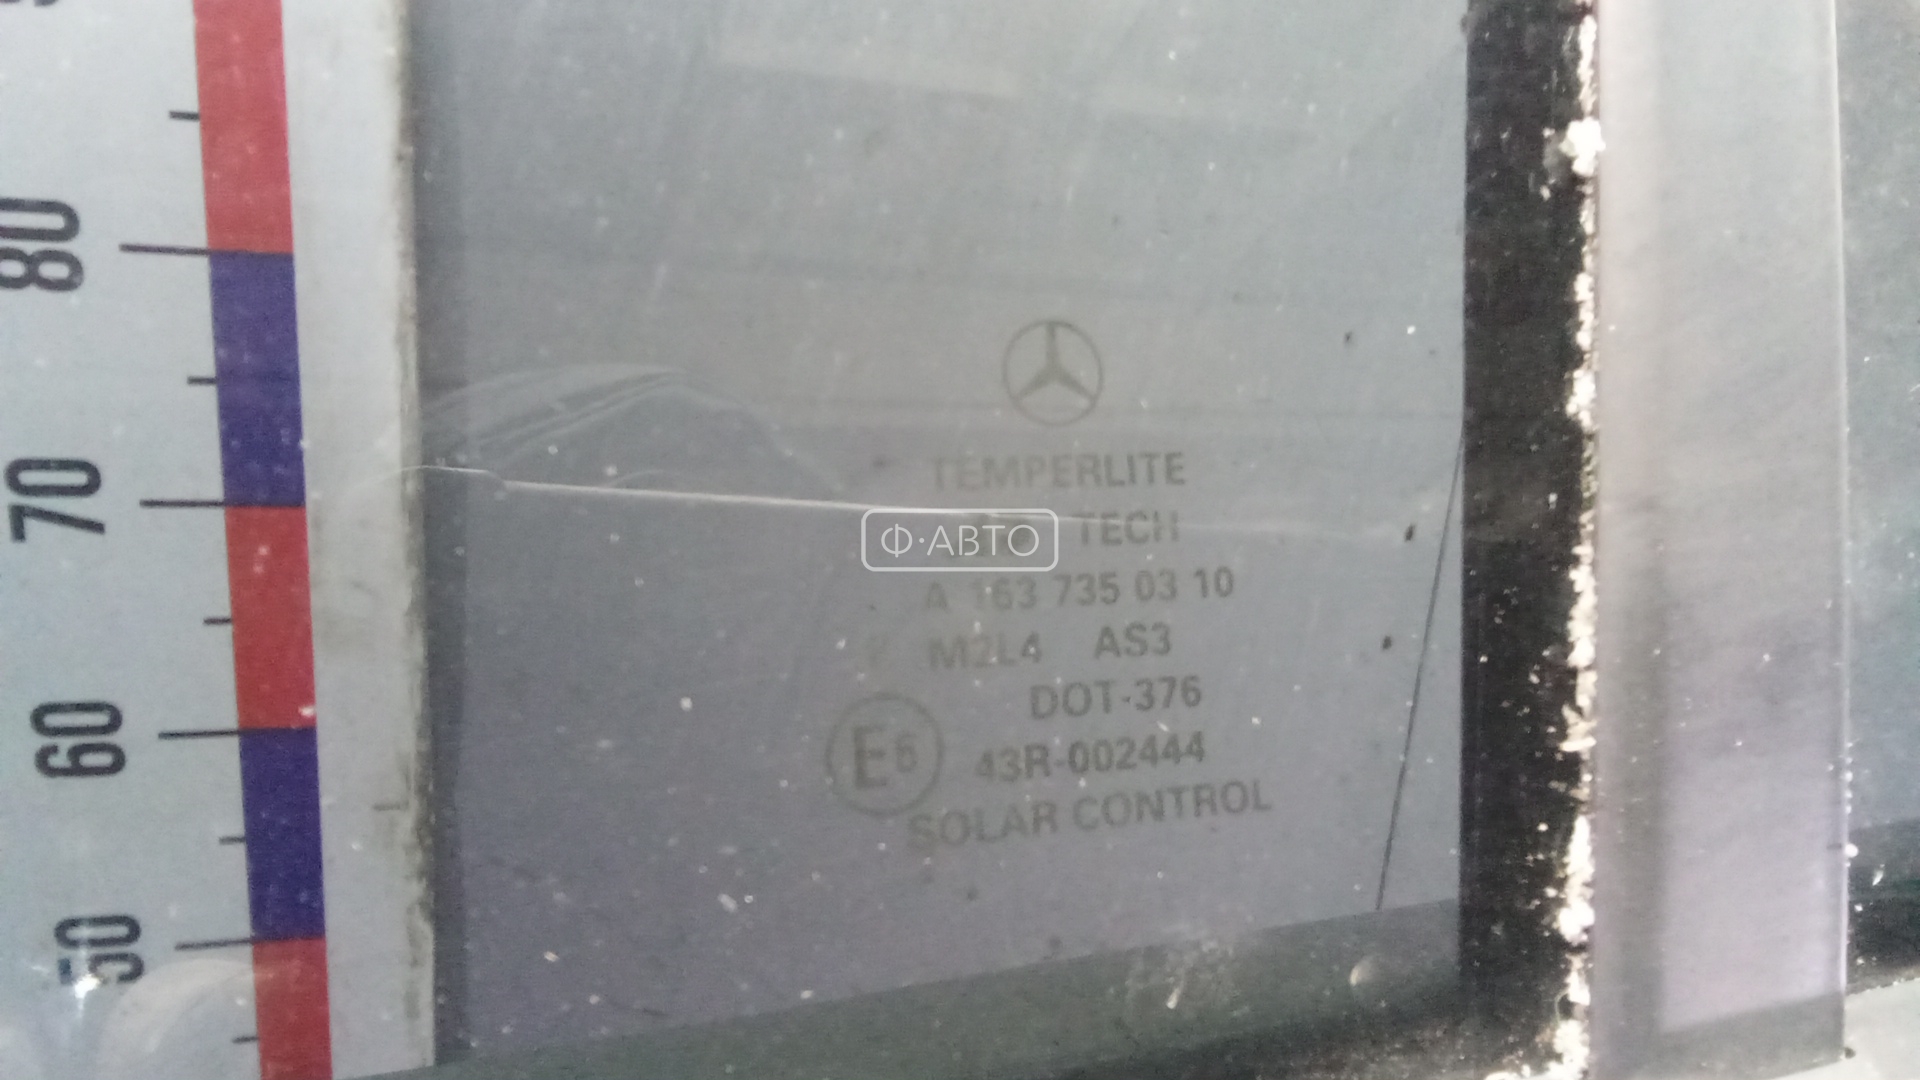 80
70
60
50
TEMPERLITE
TECH
Ф·АВТО
A 163 735 03 10
M2L4 AS3
DOT-376
E6 43R-002444
SOLAR CONTROL